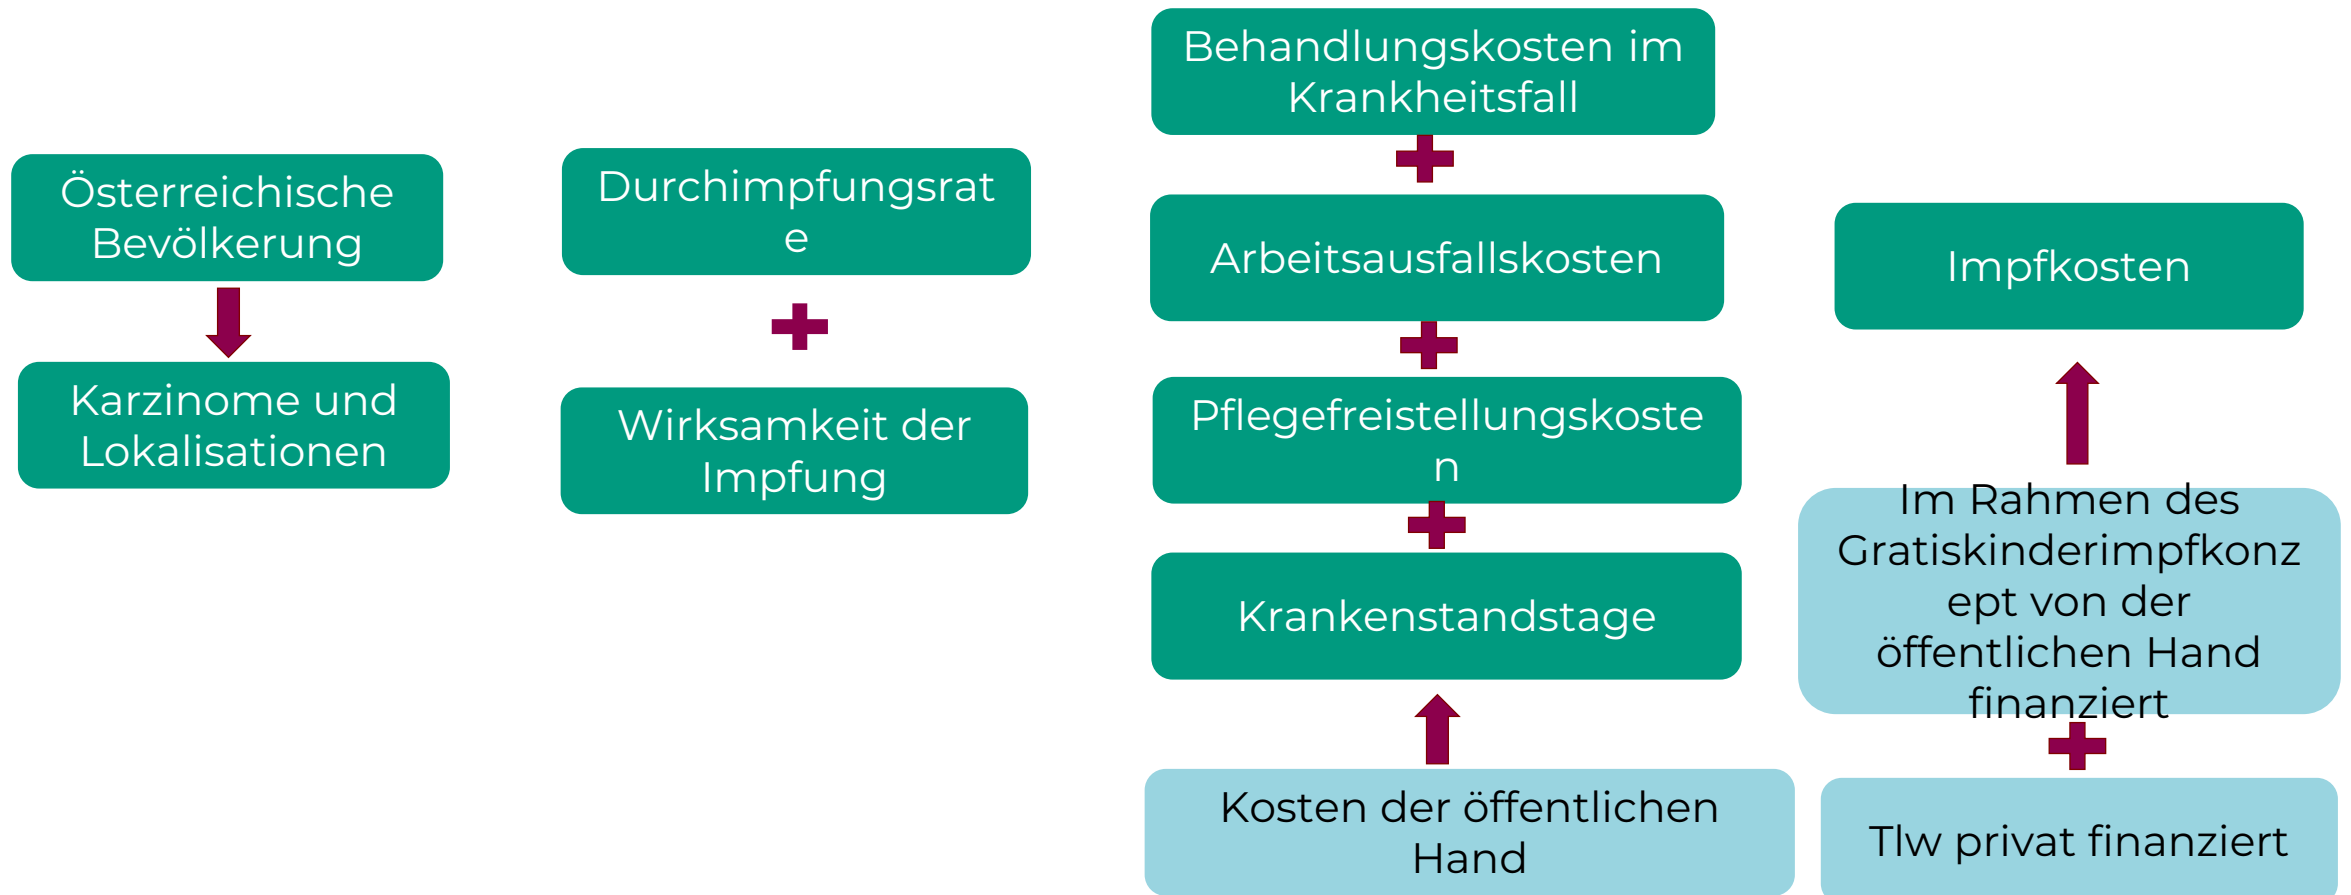 Österreichische
Bevölkerung
Karzinome und
Lokalisationen
Durchimpfungsrat
e
Wirksamkeit der
Impfung
Behandlungskosten im
Krankheitsfall
Arbeitsausfallskosten
Pflegefreistellungskoste
n
Krankenstandstage
Kosten der öffentlichen
Hand
Impfkosten
Im Rahmen des
Gratiskinderimpfkonz
ept von der
öffentlichen Hand
finanziert
Tlw privat finanziert